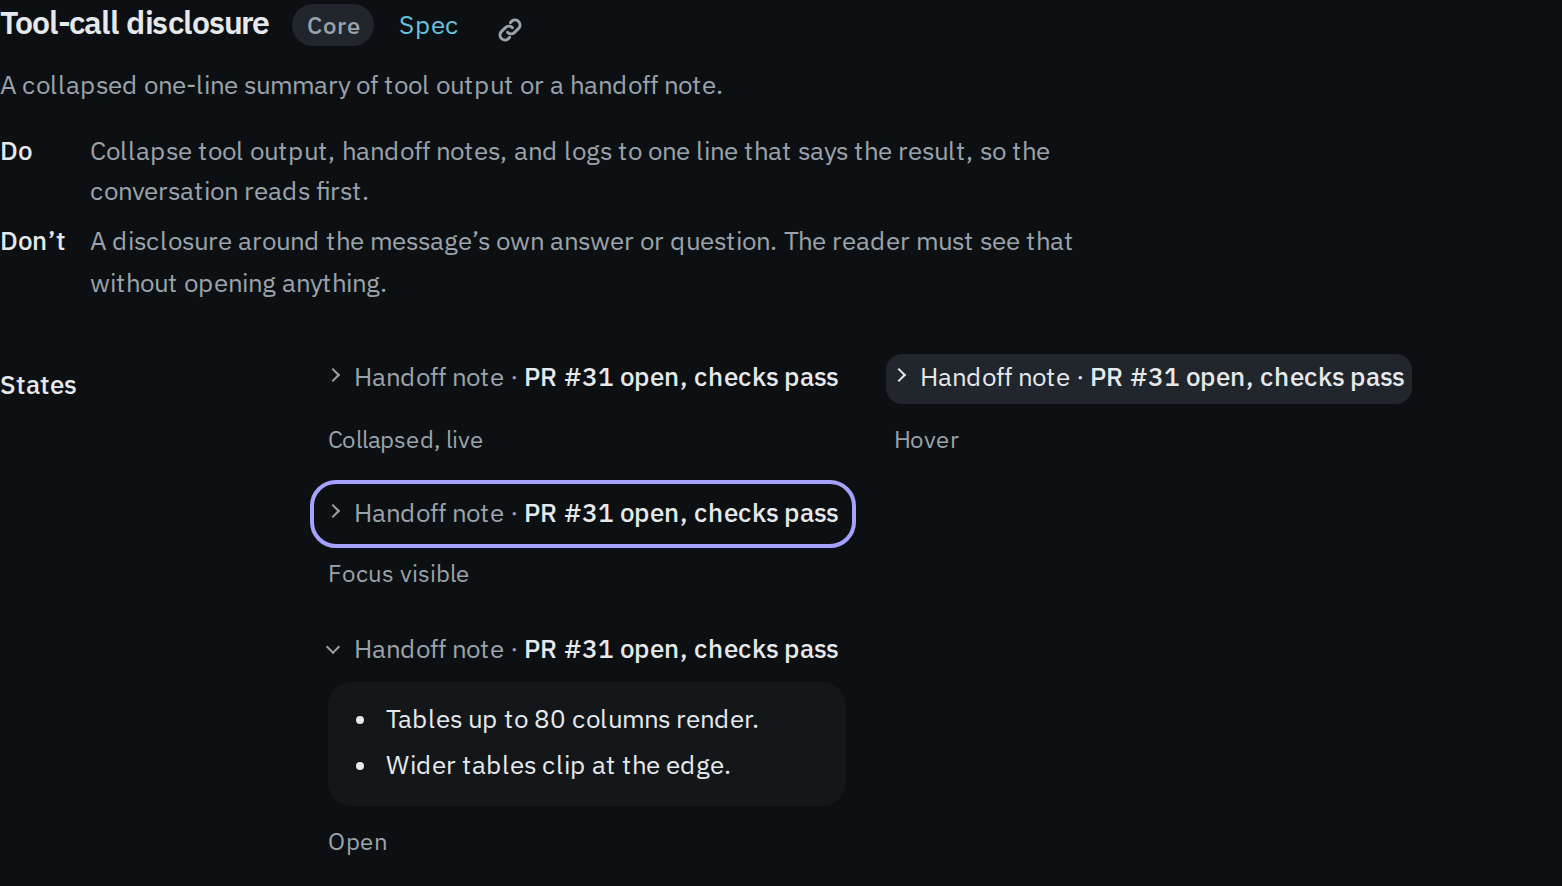 Tool-call disclosure Core Spec
A collapsed one-line summary of tool output or a handoff note.
Do Collapse tool output, handoff notes, and logs to one line that says the result, so the
conversation reads first.
Don’t A disclosure around the message’s own answer or question. The reader must see that
without opening anything.
States
Handoff note · PR #31 open, checks pass
Collapsed, live
Handoff note · PR #31 open, checks pass
Hover
Handoff note · PR #31 open, checks pass
Focus visible
Handoff note · PR #31 open, checks pass
• Tables up to 80 columns render.
• Wider tables clip at the edge.
Open